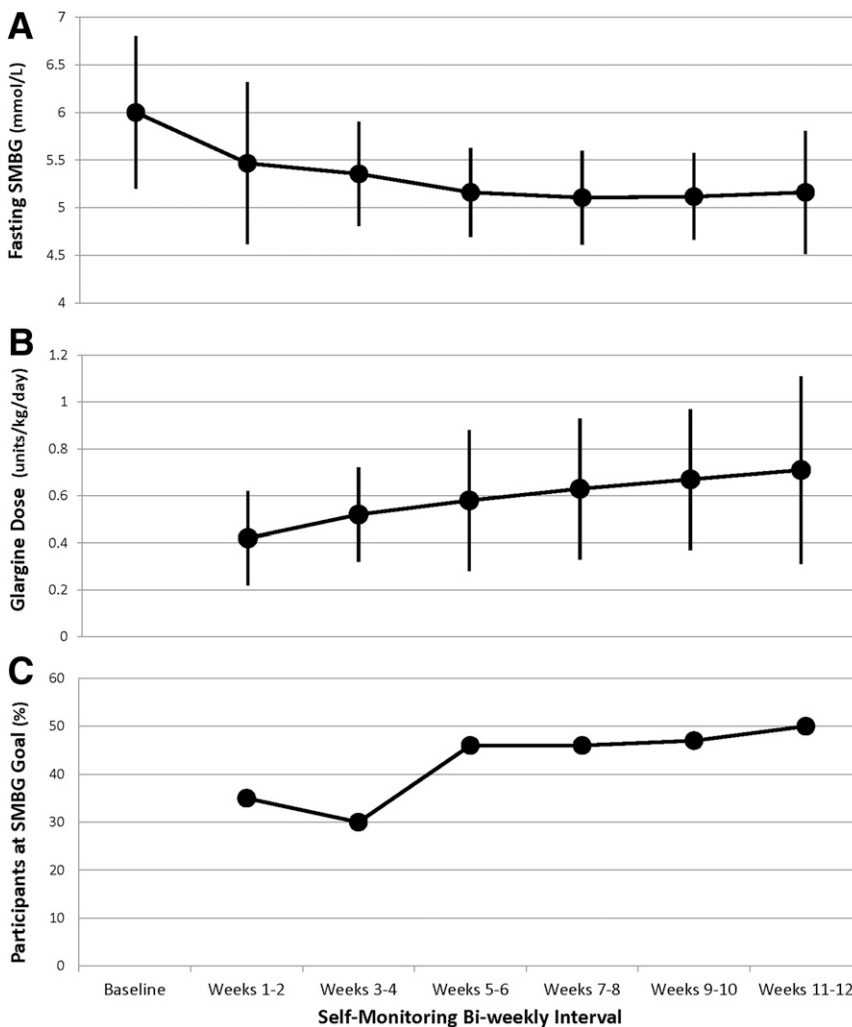 A
Fasting SMBG (mmol/L)
7
6.5
6
5.5
5
4.5
4
B
Glargine Dose (units/kg/day)
1.2
1
0.8
0.6
0.4
0.2
0
C
Participants at SMBG Goal (%)
60
50
40
30
20
10
0
Baseline Weeks 1-2 Weeks 3-4 Weeks 5-6 Weeks 7-8 Weeks 9-10 Weeks 11-12
Self-Monitoring Bi-weekly Interval